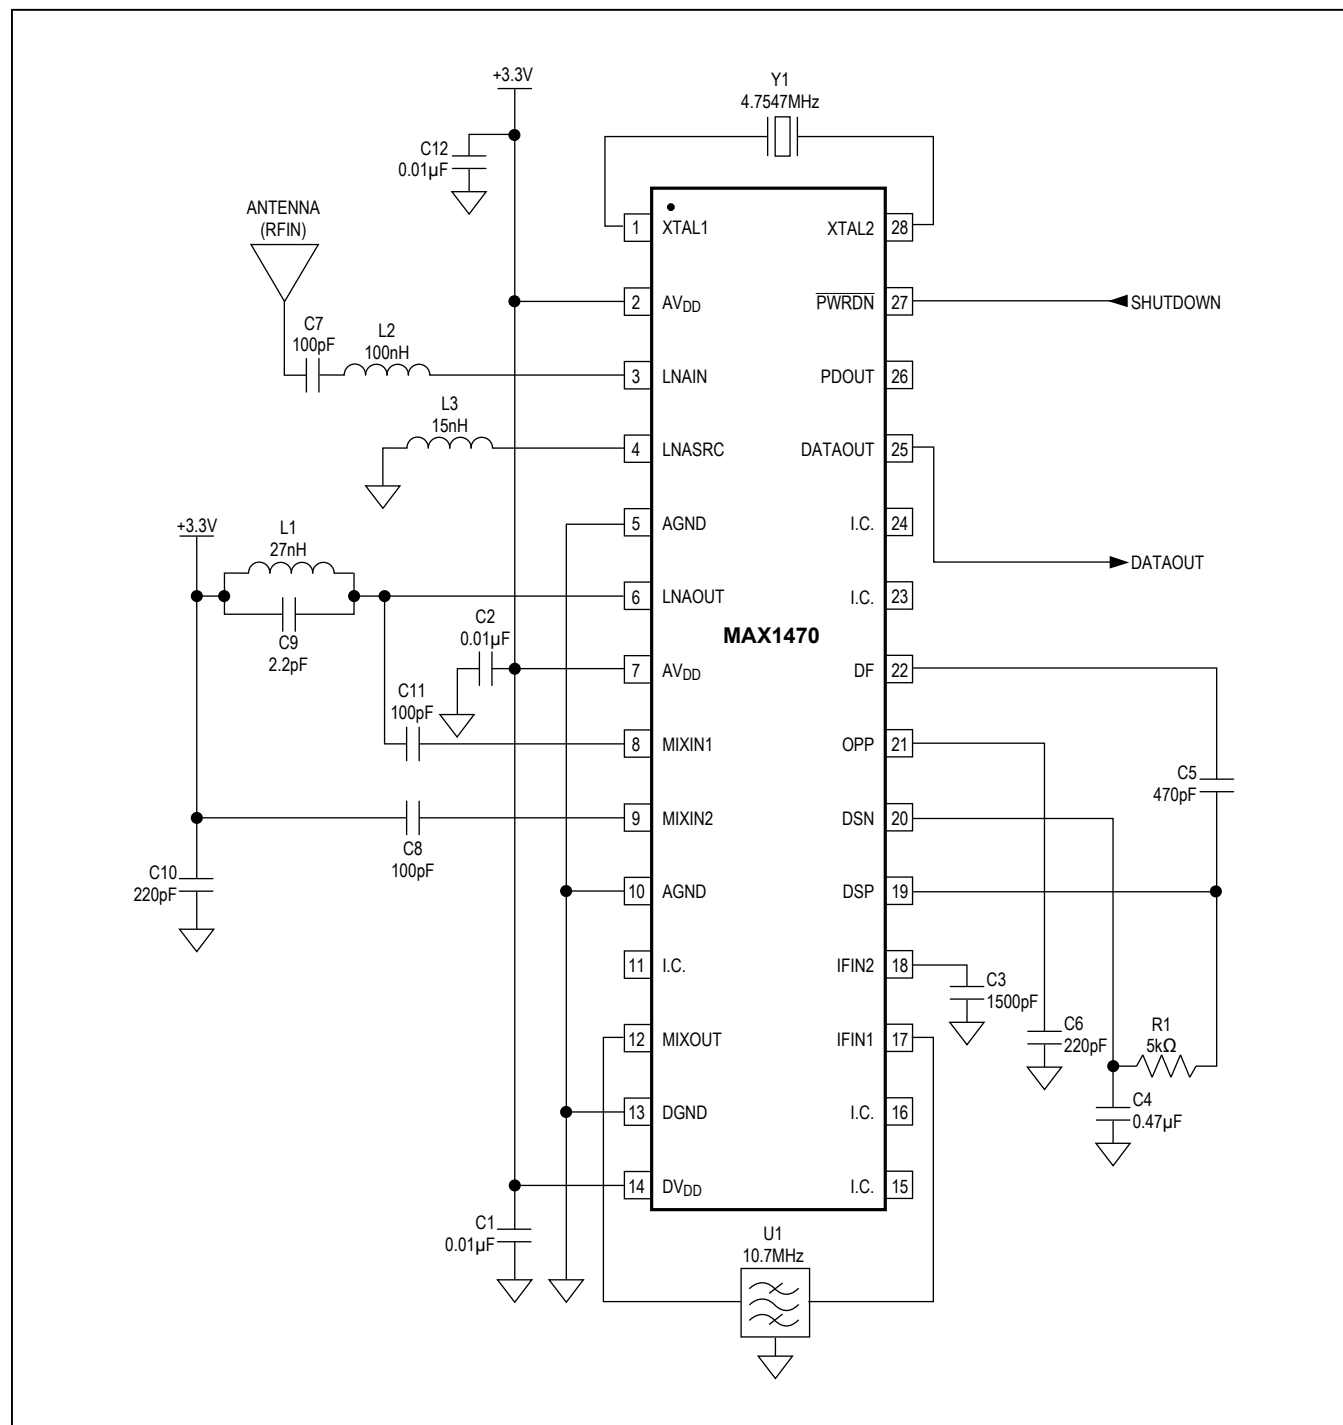 +3.3V
Y1
4.7547MHz
C12
0.01µF
ANTENNA
(RFIN)
1 XTAL1
XTAL2 28
2 AVDD
PWRDN 27
SHUTDOWN
C7
100pF
L2
100nH
3 LNAIN
PDOUT 26
L3
15nH
4 LNASRC
DATAOUT 25
+3.3V
L1
27nH
5 AGND
I.C. 24
DATAOUT
6 LNAOUT
I.C. 23
C9
2.2pF
C2
0.01µF
MAX1470
7 AVDD
DF 22
C11
100pF
8 MIXIN1
OPP 21
C5
470pF
9 MIXIN2
DSN 20
C8
100pF
C10
220pF
10 AGND
DSP 19
11 I.C.
IFIN2 18
C3
1500pF
12 MIXOUT
IFIN1 17
C6
220pF
R1
5kΩ
13 DGND
I.C. 16
C4
0.47µF
14 DVDD
I.C. 15
C1
0.01µF
U1
10.7MHz